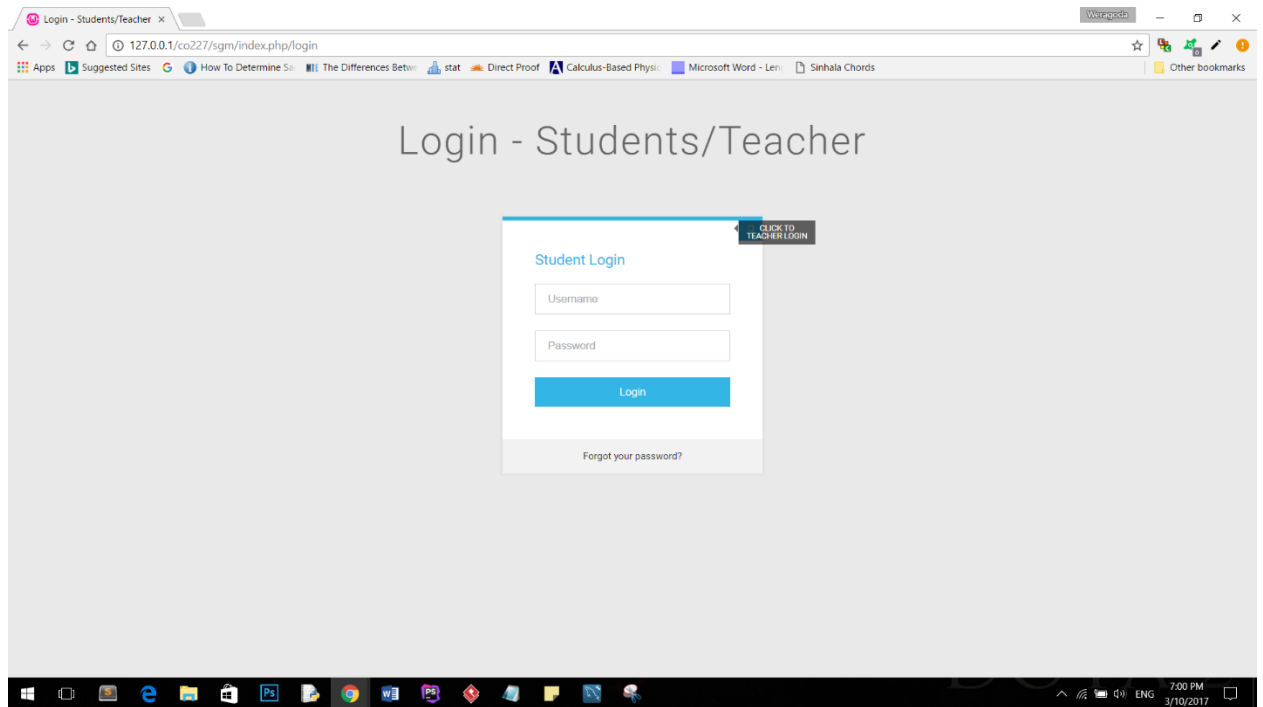 Login - Students/Teacher
Weragoda
127.0.0.1/co227/sgm/index.php/login
Apps Suggested Sites How To Determine Sa The Differences Betwe stat Direct Proof Calculus-Based Physic Microsoft Word - Len Sinhala Chords Other bookmarks
Login - Students/Teacher
CLICK TO
TEACHER LOGIN
Student Login
Username
Password
Login
Forgot your password?
ENG
7:00 PM
3/10/2017